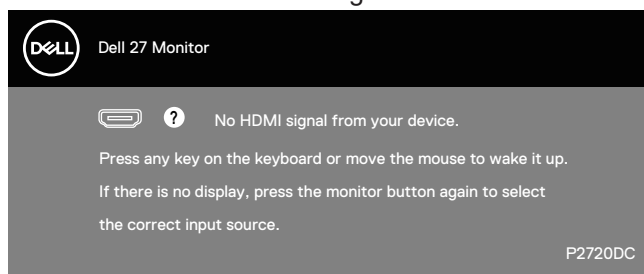 DELL
Dell 27 Monitor
? No HDMI signal from your device.
Press any key on the keyboard or move the mouse to wake it up.
If there is no display, press the monitor button again to select
the correct input source.
P2720DC